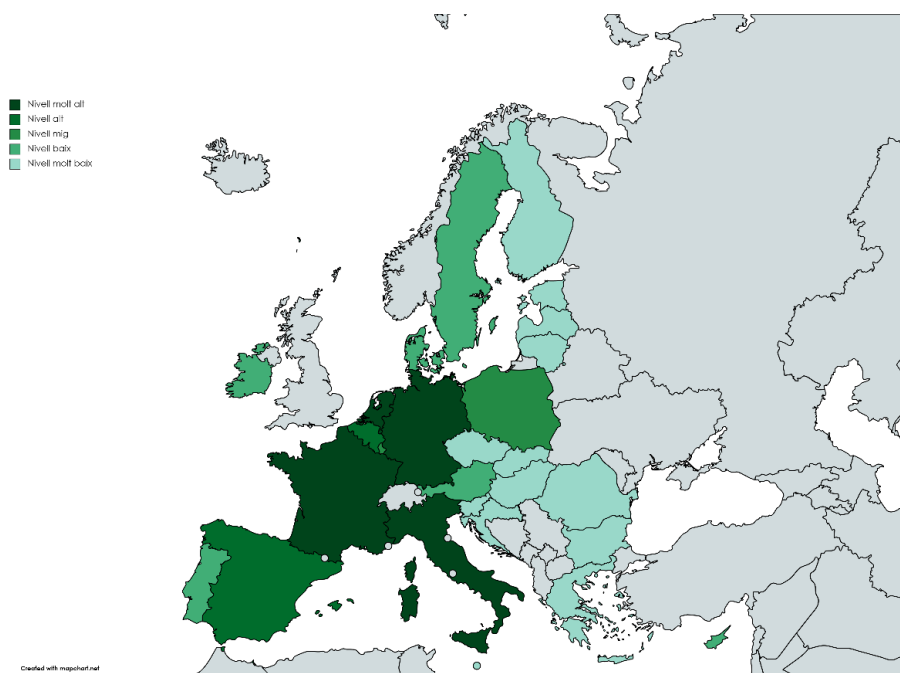 Nivell molt alt
Nivell alt
Nivell mig
Nivell baix
Nivell molt baix
Created with mapchart.net